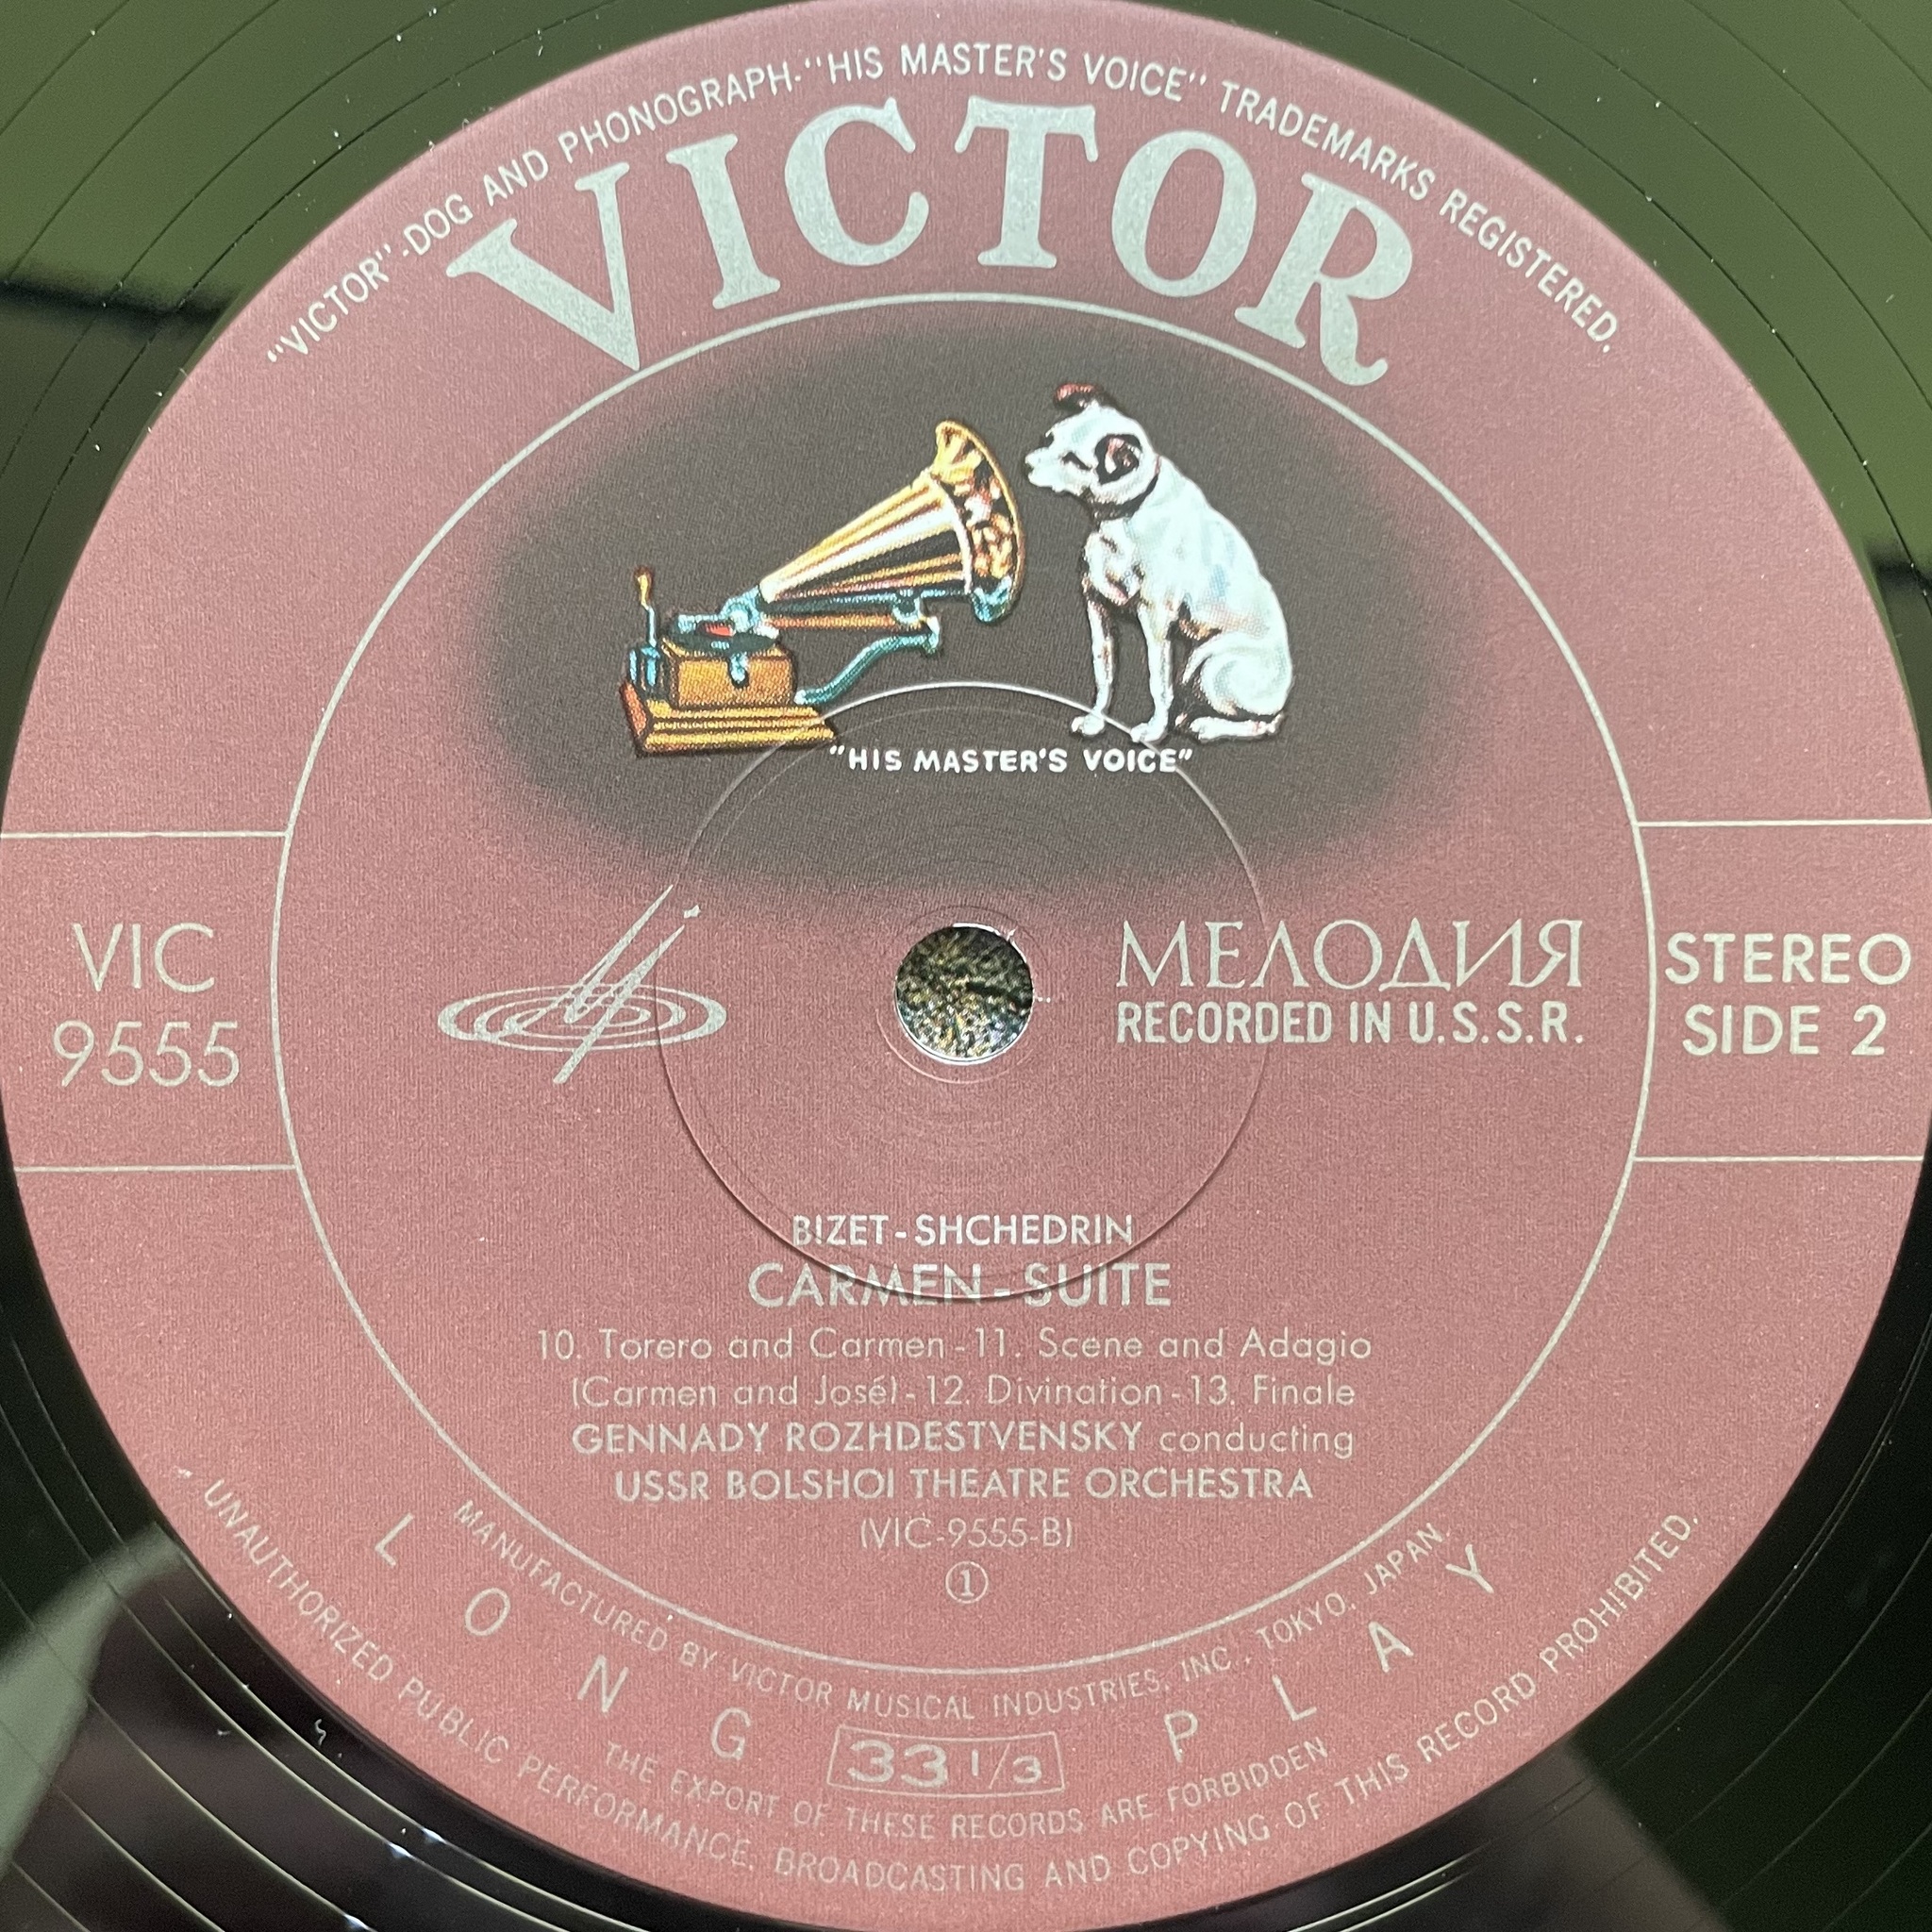 "VICTOR"-DOG AND PHONOGRAPH-"HIS MASTER'S VOICE" TRADEMARKS REGISTERED.
VICTOR
"HIS MASTER'S VOICE"
VIC
9555
МЕЛОДИЯ
RECORDED IN U.S.S.R.
STEREO
SIDE 2
BIZET-SHCHEDRIN
CARMEN-SUITE
10. Torero and Carmen-11. Scene and Adagio
(Carmen and José)-12. Divination-13. Finale
GENNADY ROZHDESTVENSKY conducting
USSR BOLSHOI THEATRE ORCHESTRA
(VIC-9555-B)
①
MANUFACTURED BY VICTOR MUSICAL INDUSTRIES, INC., TOKYO, JAPAN.
LONG 33 1/3 PLAY
THE EXPORT OF THESE RECORDS ARE FORBIDDEN
UNAUTHORIZED PUBLIC PERFORMANCE, BROADCASTING AND COPYING OF THIS RECORD PROHIBITED.